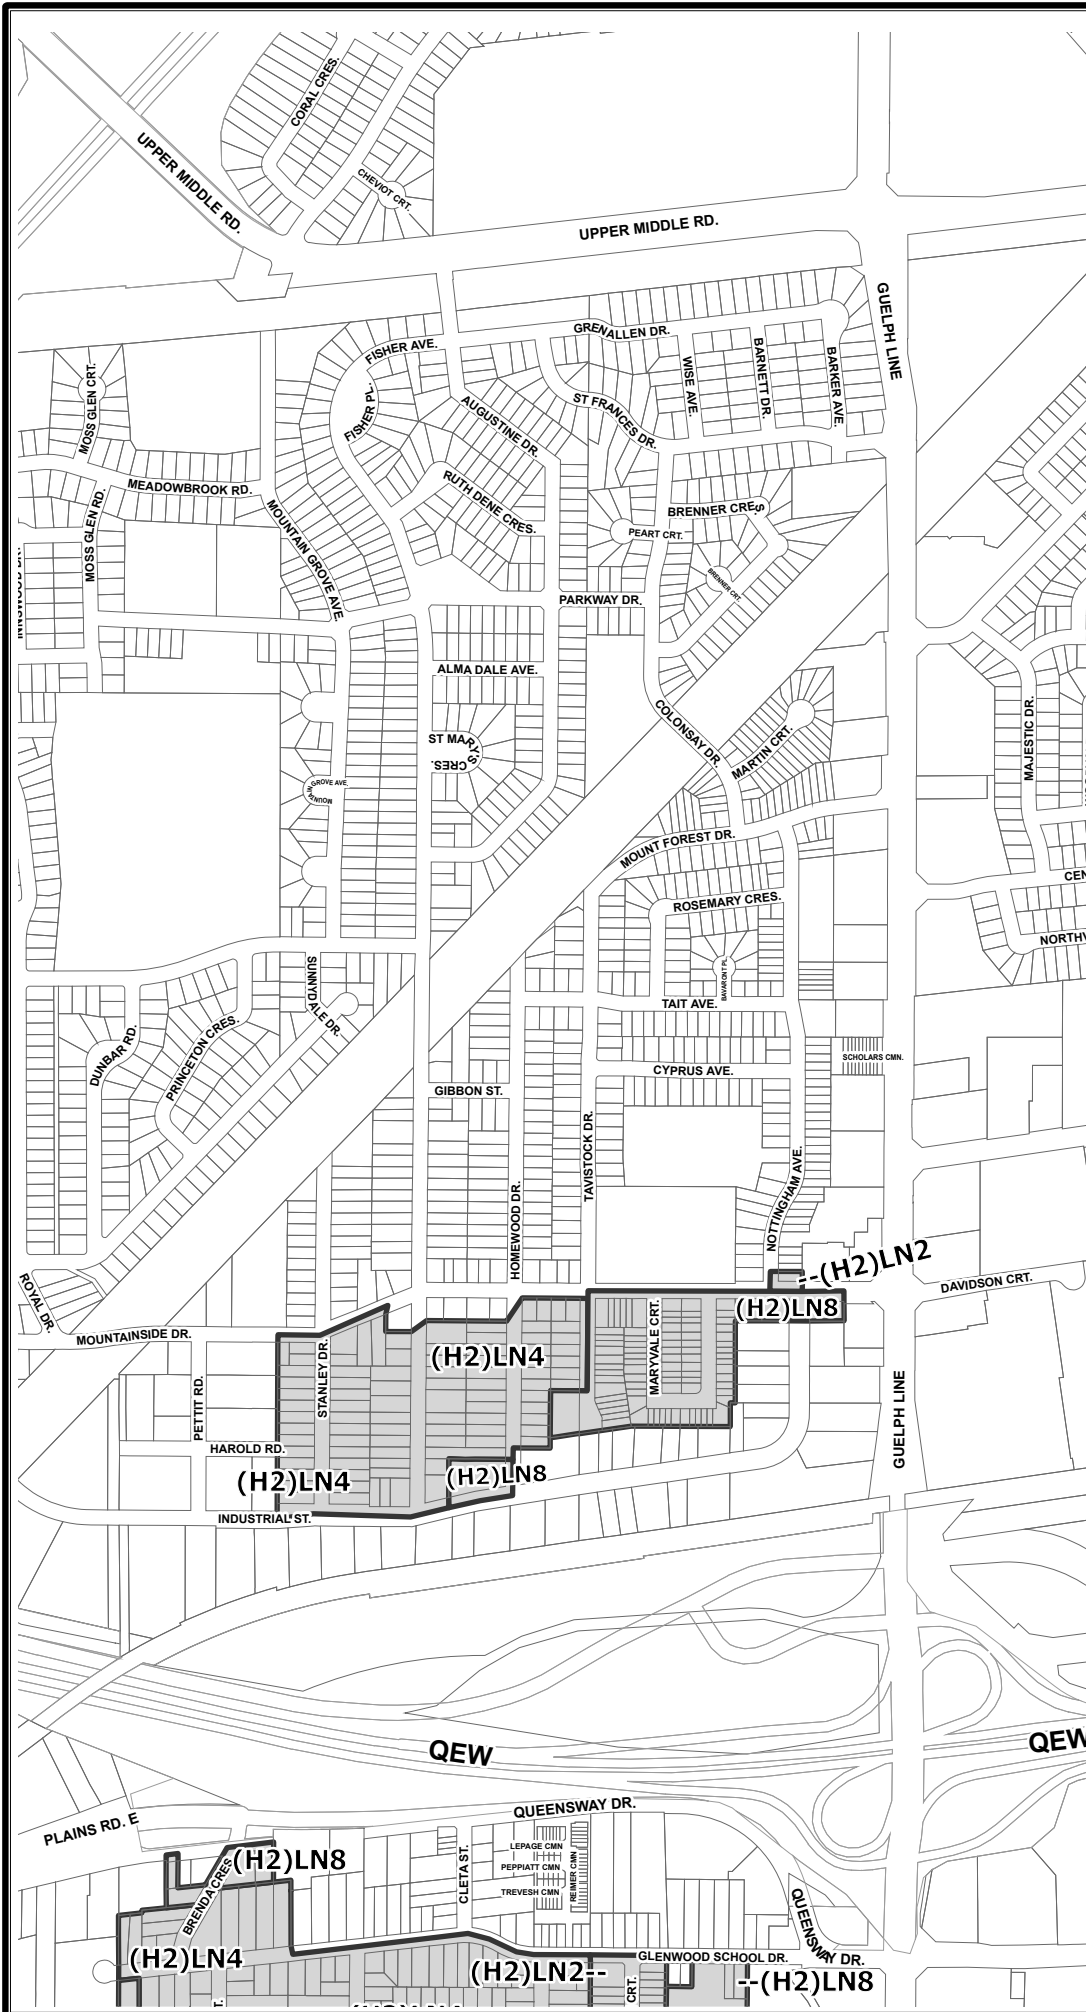 CORAL CRES.
UPPER MIDDLE RD.
CHEVIOT CRT.
UPPER MIDDLE RD.
GUELPH LINE
GRENALLEN DR.
FISHER AVE.
WISE AVE.
BARNETT DR.
BARKER AVE.
MOSS GLEN CRT.
FISHER PL.
AUGUSTINE DR.
ST FRANCES DR.
MEADOWBROOK RD.
RUTH DENE CRES.
BRENNER CRES
MOSS GLEN RD.
MOUNTAIN GROVE AVE.
PEART CRT.
BRENNER CRT.
PARKWAY DR.
ALMA DALE AVE.
COLONSAY DR.
MAJESTIC DR.
ST MARY'S
CRES.
MARTIN CRT.
MOUNTAIN GROVE AVE.
MOUNT FOREST DR.
CEN
ROSEMARY CRES.
NORTHV
SUNNYDALE DR.
BAVARONT PL.
TAIT AVE.
DUNBAR RD.
PRINCETON CRES.
SCHOLARS CMN.
CYPRUS AVE.
GIBBON ST.
TAVISTOCK DR.
HOMEWOOD DR.
NOTTINGHAM AVE.
--(H2)LN2
DAVIDSON CRT.
ROYAL DR.
(H2)LN8
MOUNTAINSIDE DR.
(H2)LN4
MARYVALE CRT.
STANLEY DR.
PETTIT RD.
GUELPH LINE
HAROLD RD.
(H2)LN4
(H2)LN8
INDUSTRIAL ST.
QEW
QEW
QUEENSWAY DR.
PLAINS RD. E
LEPAGE CMN
(H2)LN8
CLETA ST.
PEPPIATT CMN
REIMER CMN
TREVESH CMN
BRENDA CRES
QUEENSWAY DR.
(H2)LN4
GLENWOOD SCHOOL DR.
(H2)LN2--
CRT.
--(H2)LN8
T.